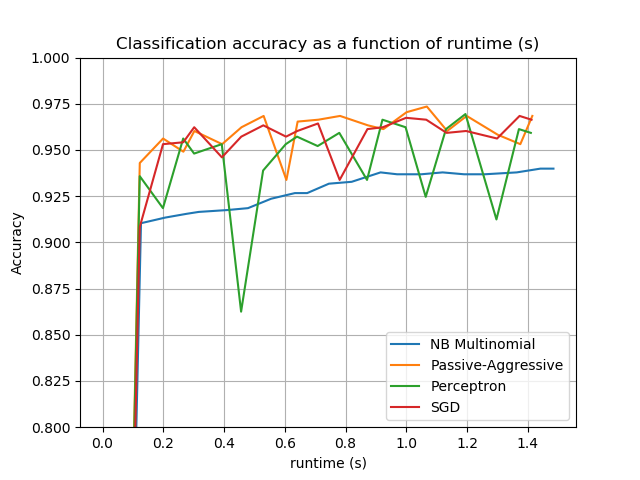 Classification accuracy as a function of runtime (s)
1.000
0.975
0.950
0.925
0.900
0.875
0.850
0.825
0.800
Accuracy
NB Multinomial
Passive-Aggressive
Perceptron
SGD
0.0 0.2 0.4 0.6 0.8 1.0 1.2 1.4
runtime (s)